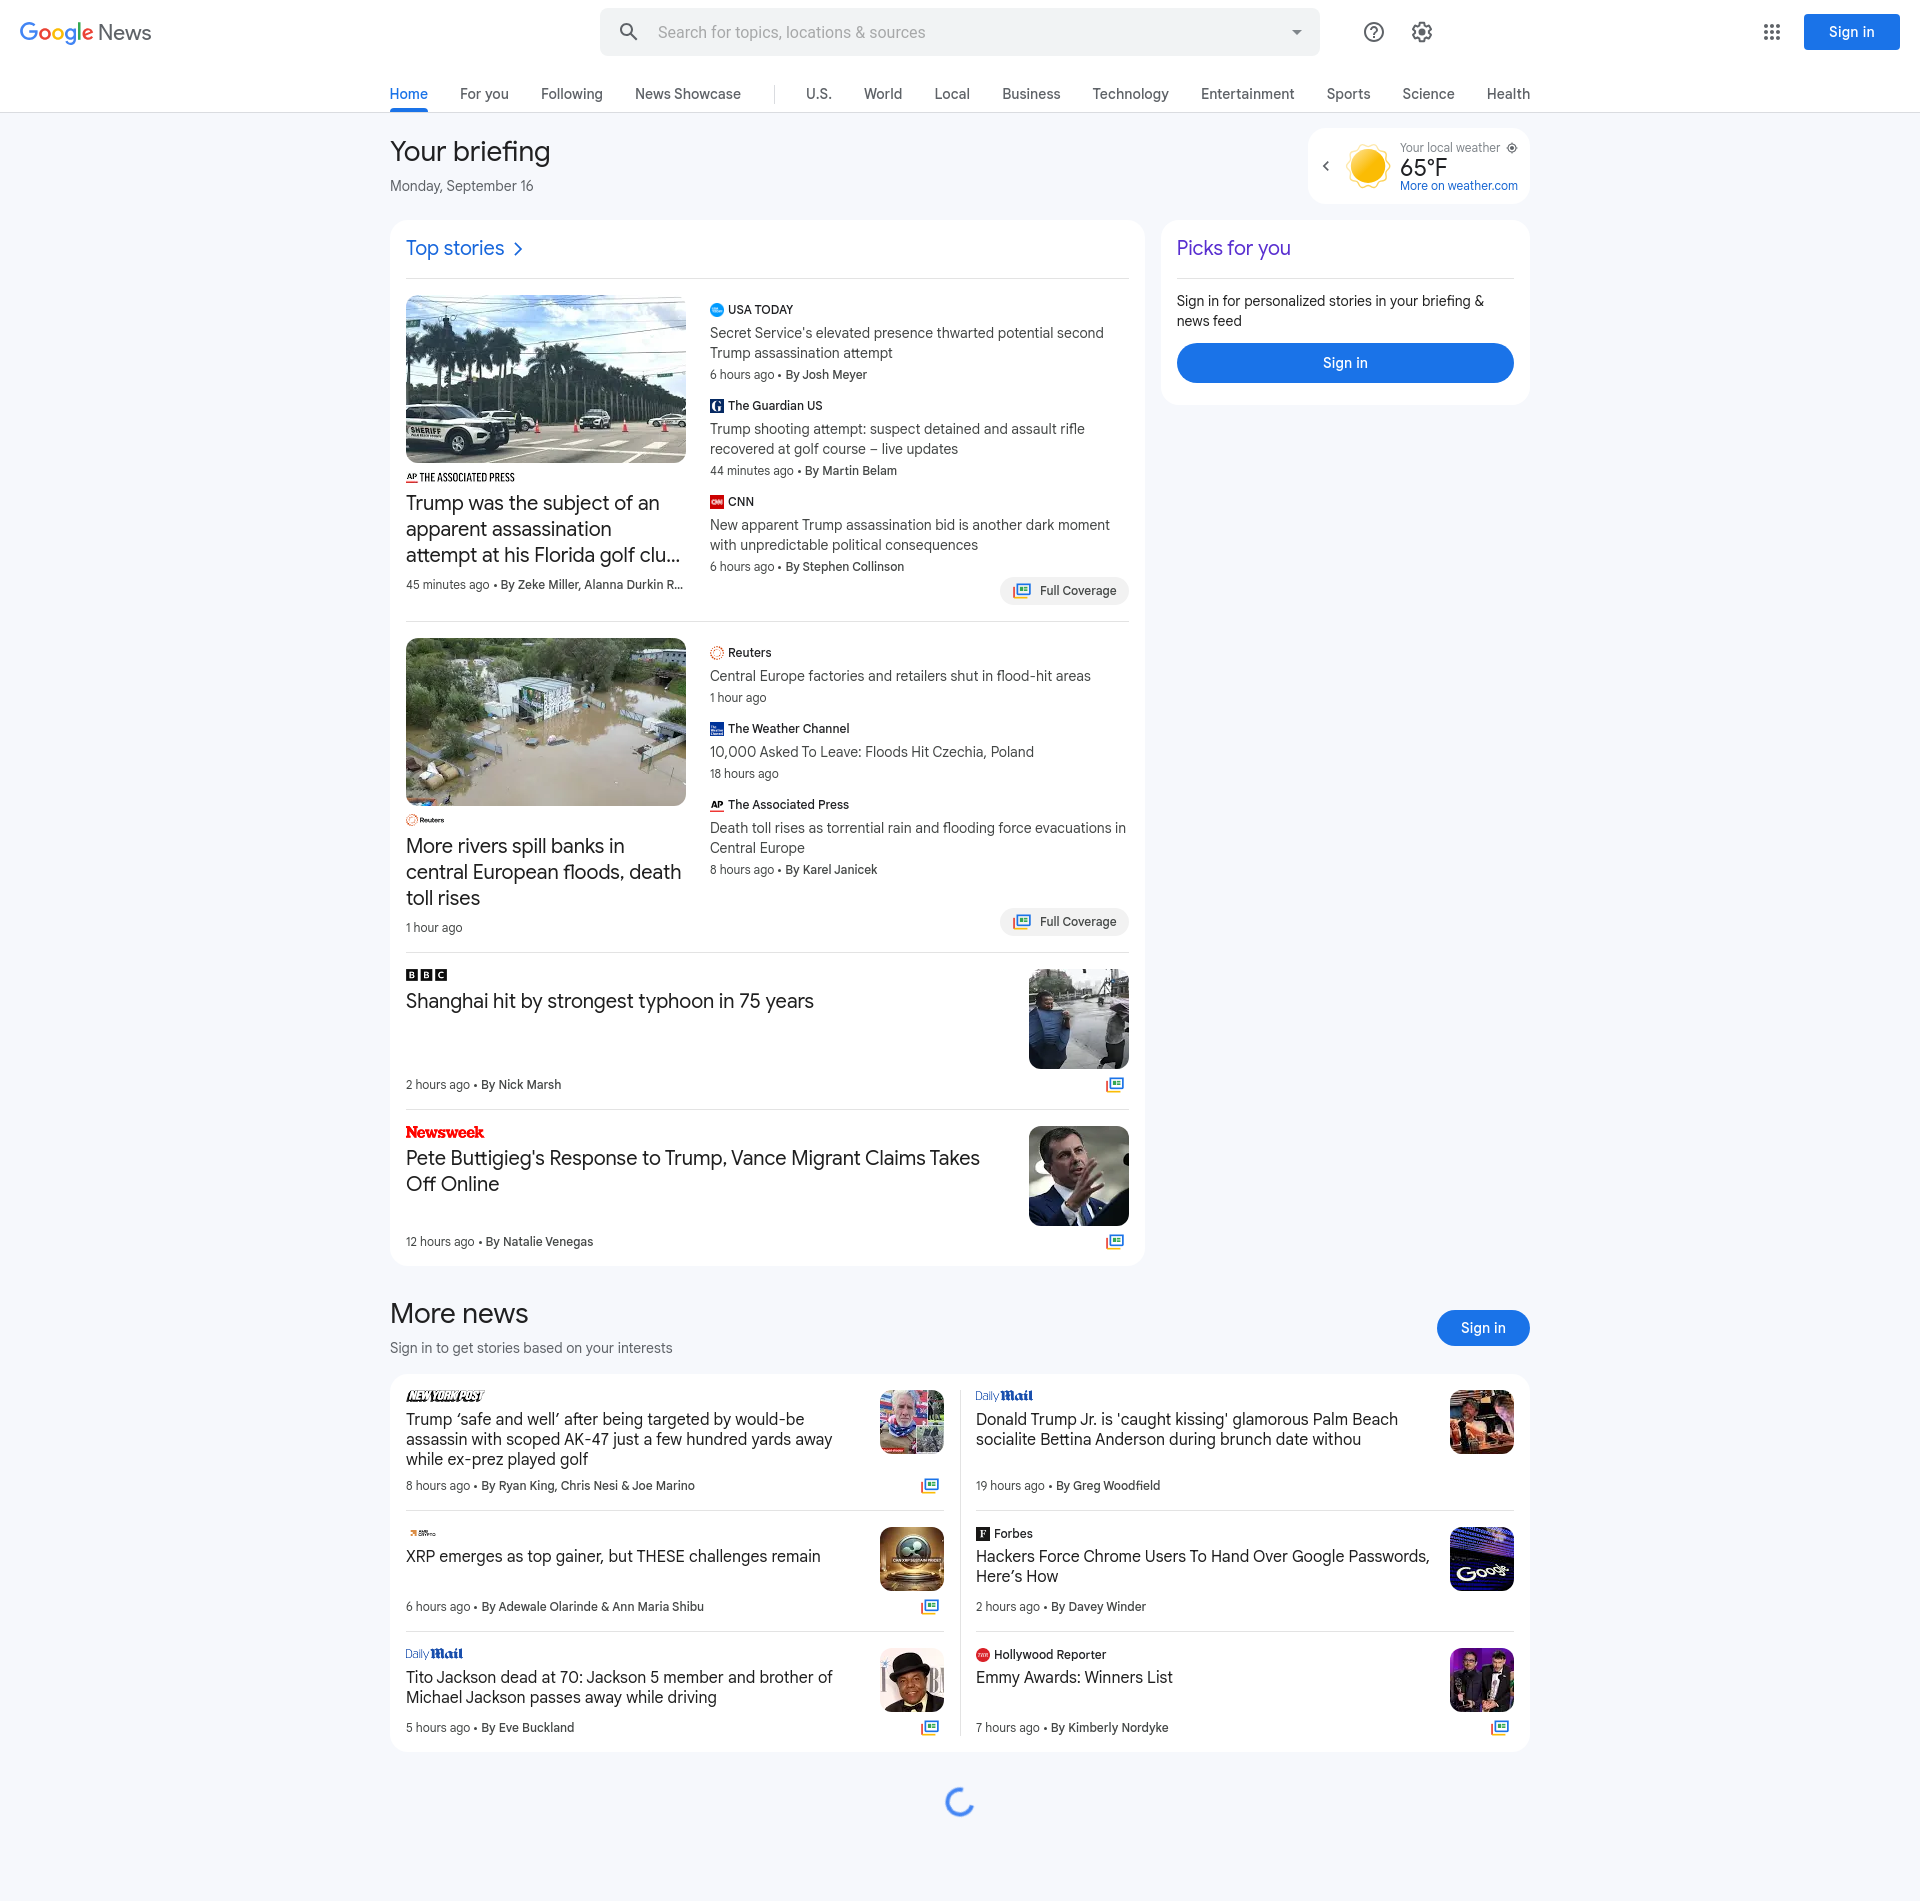 Google News
Search for topics, locations & sources
Sign in
Home
For you
Following
News Showcase
U.S.
World
Local
Business
Technology
Entertainment
Sports
Science
Health
Your briefing
Monday, September 16
Your local weather
65°F
More on weather.com
Top stories
SHERIFF
AP THE ASSOCIATED PRESS
Trump was the subject of an
apparent assassination
attempt at his Florida golf clu...
45 minutes ago • By Zeke Miller, Alanna Durkin R...
USA TODAY
Secret Service's elevated presence thwarted potential second
Trump assassination attempt
6 hours ago • By Josh Meyer
The Guardian US
Trump shooting attempt: suspect detained and assault rifle
recovered at golf course – live updates
44 minutes ago • By Martin Belam
CNN
New apparent Trump assassination bid is another dark moment
with unpredictable political consequences
6 hours ago • By Stephen Collinson
Full Coverage
Reuters
More rivers spill banks in
central European floods, death
toll rises
1 hour ago
Reuters
Central Europe factories and retailers shut in flood-hit areas
1 hour ago
The Weather Channel
10,000 Asked To Leave: Floods Hit Czechia, Poland
18 hours ago
AP The Associated Press
Death toll rises as torrential rain and flooding force evacuations in
Central Europe
8 hours ago • By Karel Janicek
Full Coverage
BBC
Shanghai hit by strongest typhoon in 75 years
2 hours ago • By Nick Marsh
Newsweek
Pete Buttigieg's Response to Trump, Vance Migrant Claims Takes
Off Online
12 hours ago • By Natalie Venegas
Picks for you
Sign in for personalized stories in your briefing &
news feed
Sign in
More news
Sign in to get stories based on your interests
Sign in
NEW YORK POST
Trump ‘safe and well’ after being targeted by would-be
assassin with scoped AK-47 just a few hundred yards away
while ex-prez played golf
8 hours ago • By Ryan King, Chris Nesi & Joe Marino
Daily Mail
Donald Trump Jr. is 'caught kissing' glamorous Palm Beach
socialite Bettina Anderson during brunch date withou
19 hours ago • By Greg Woodfield
AMB CRYPTO
XRP emerges as top gainer, but THESE challenges remain
6 hours ago • By Adewale Olarinde & Ann Maria Shibu
Forbes
Hackers Force Chrome Users To Hand Over Google Passwords,
Here’s How
Google
2 hours ago • By Davey Winder
Daily Mail
Tito Jackson dead at 70: Jackson 5 member and brother of
Michael Jackson passes away while driving
5 hours ago • By Eve Buckland
Hollywood Reporter
Emmy Awards: Winners List
7 hours ago • By Kimberly Nordyke